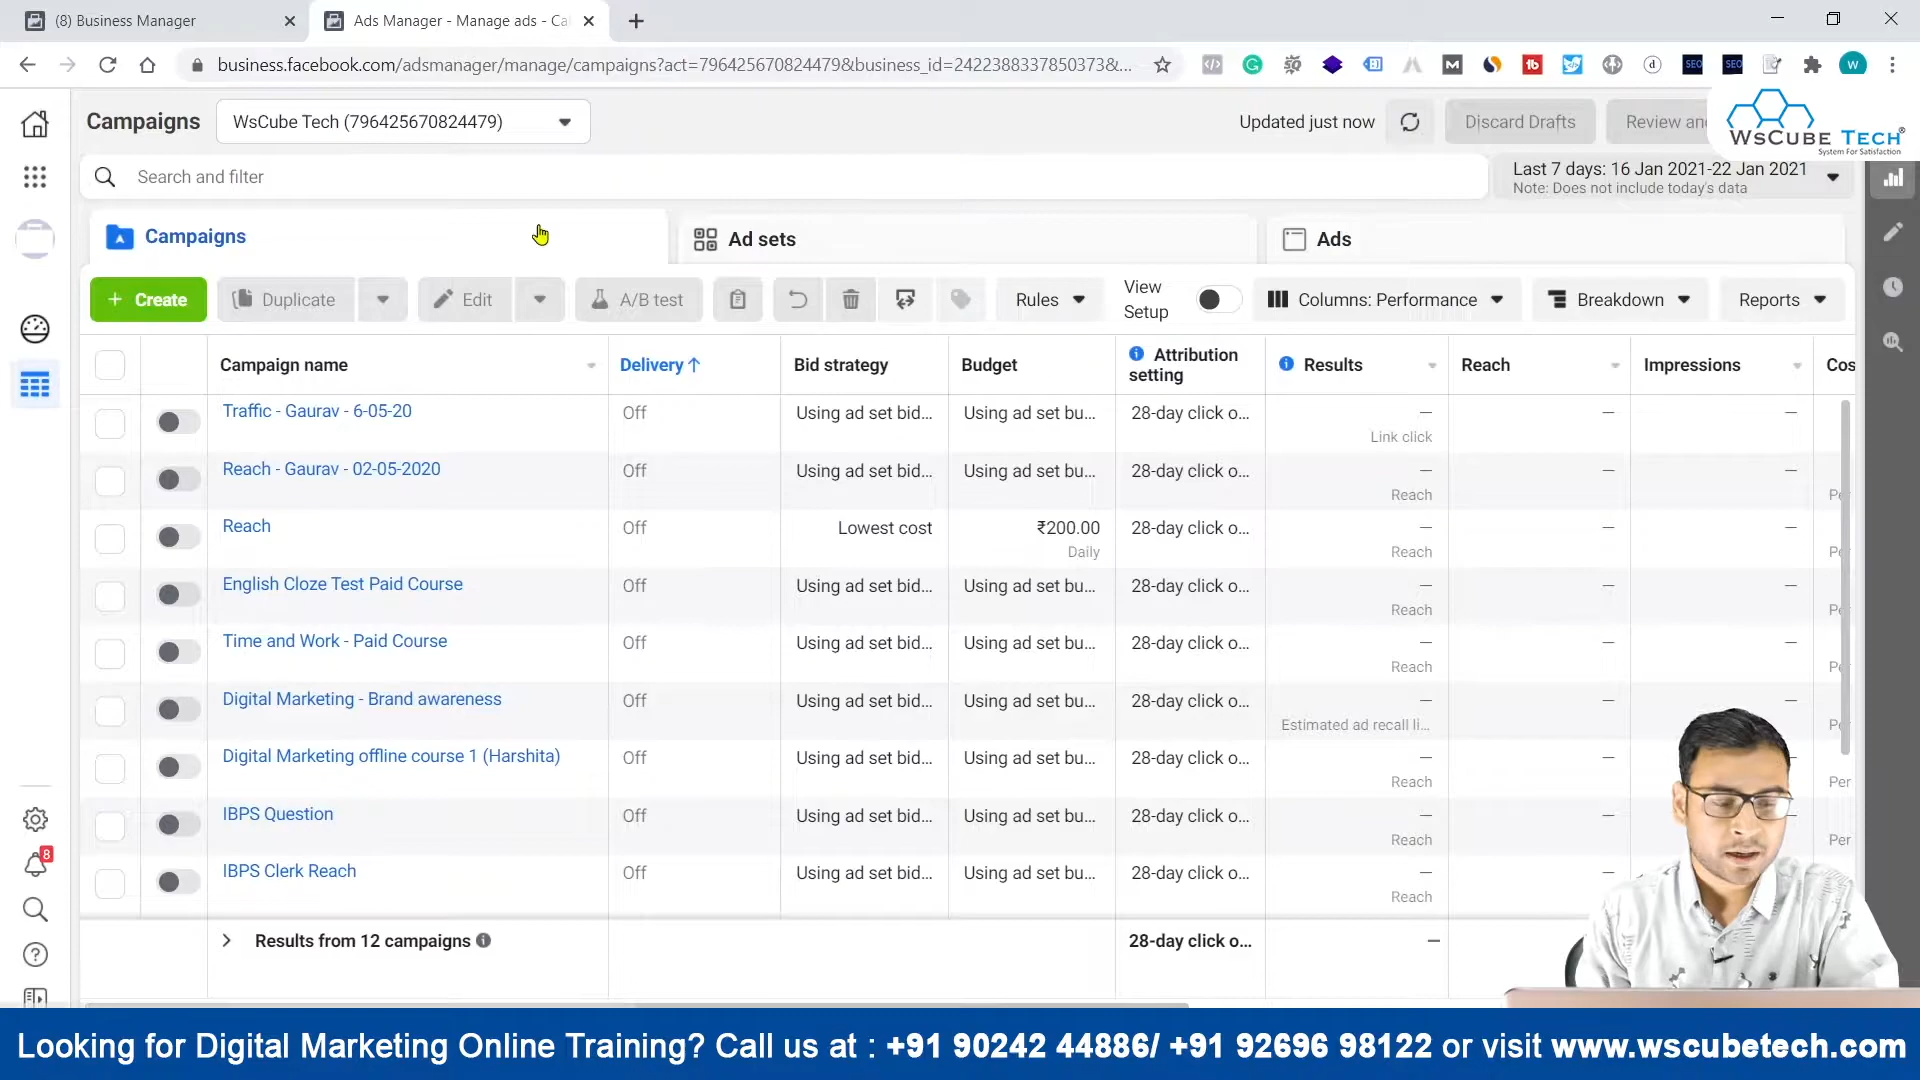 (8) Business Manager
Ads Manager - Manage ads - Ca
business.facebook.com/adsmanager/manage/campaigns?act=796425670824479&business_id=2422388337850373&...
Campaigns
WsCube Tech (796425670824479)
Updated just now
Discard Drafts
Review and
WsCube Tech
System For Satisfaction
Search and filter
Last 7 days: 16 Jan 2021-22 Jan 2021
Note: Does not include today's data
Campaigns
Ad sets
Ads
+ Create
Duplicate
Edit
A/B test
Rules
View Setup
Columns: Performance
Breakdown
Reports
Campaign name
Delivery ↑
Bid strategy
Budget
Attribution setting
Results
Reach
Impressions
Cos
Traffic - Gaurav - 6-05-20 Off Using ad set bid... Using ad set bu... 28-day click o... — — —
Link click
Reach - Gaurav - 02-05-2020 Off Using ad set bid... Using ad set bu... 28-day click o... — — —
Reach Pe
Reach Off Lowest cost ₹200.00 28-day click o... — — —
Daily Reach Pe
English Cloze Test Paid Course Off Using ad set bid... Using ad set bu... 28-day click o... — — —
Reach Pe
Time and Work - Paid Course Off Using ad set bid... Using ad set bu... 28-day click o... — — —
Reach Pe
Digital Marketing - Brand awareness Off Using ad set bid... Using ad set bu... 28-day click o... — — —
Estimated ad recall li... Pe
Digital Marketing offline course 1 (Harshita) Off Using ad set bid... Using ad set bu... 28-day click o... — — —
Reach Per
IBPS Question Off Using ad set bid... Using ad set bu... 28-day click o... — — —
Reach Per
IBPS Clerk Reach Off Using ad set bid... Using ad set bu... 28-day click o... — —
Reach
Results from 12 campaigns 28-day click o... —
8
Looking for Digital Marketing Online Training? Call us at : +91 90242 44886/ +91 92696 98122 or visit www.wscubetech.com